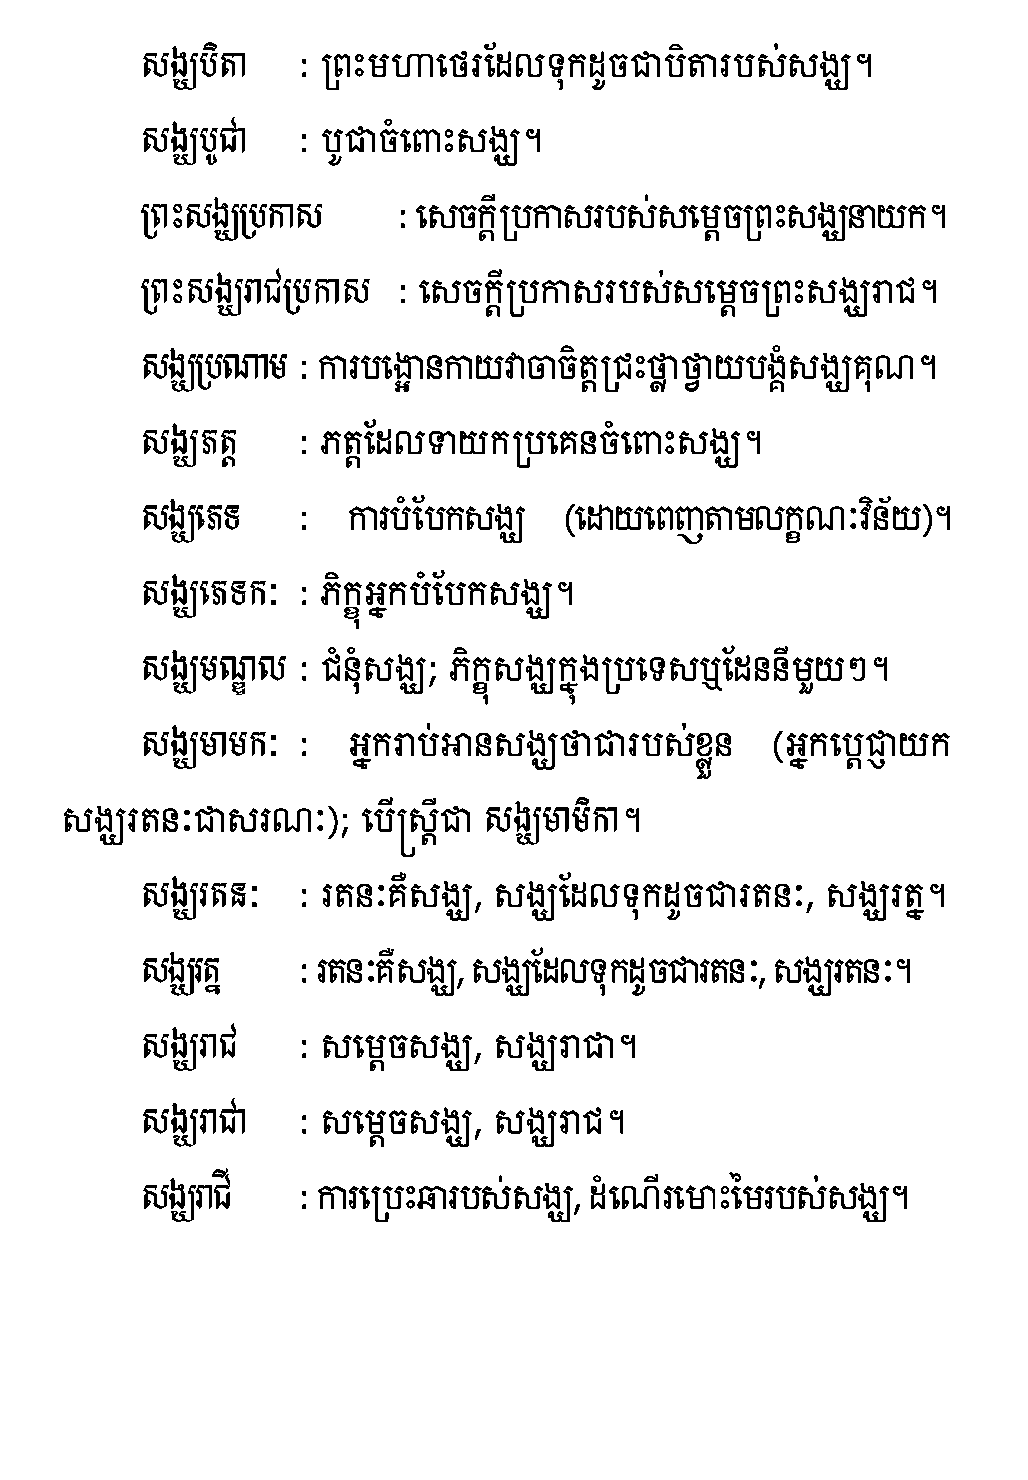 សង្ឃបិតា : ព្រះមហាថេរដែលទុកដូចជាបិតារបស់សង្ឃ។
សង្ឃបូជា : បូជាចំពោះសង្ឃ។
ព្រះសង្ឃប្រកាស : សេចក្តីប្រកាសរបស់សម្តេចព្រះសង្ឃនាយក។
ព្រះសង្ឃរាជប្រកាស : សេចក្តីប្រកាសរបស់សម្តេចព្រះសង្ឃរាជ។
សង្ឃប្រណាម : ការបង្អោនកាយវាចាចិត្តជ្រះថ្លាថ្វាយបង្គំសង្ឃគុណ។
សង្ឃភត្ត : ភត្តដែលទាយកប្រគេនចំពោះសង្ឃ។
សង្ឃភេទ : ការបំបែកសង្ឃ (ដោយពេញតាមលក្ខណៈវិន័យ)។
សង្ឃភេទកៈ : ភិក្ខុអ្នកបំបែកសង្ឃ។
សង្ឃមណ្ឌល : ជំនុំសង្ឃ; ភិក្ខុសង្ឃក្នុងប្រទេសឬដែននីមួយៗ។
សង្ឃមាមកៈ : អ្នករាប់អានសង្ឃថាជារបស់ខ្លួន (អ្នកប្តេជ្ញាយក
សង្ឃរតនៈជាសរណៈ); បើស្ត្រីជា សង្ឃមាមិកា។
សង្ឃរតនៈ : រតនៈគឺសង្ឃ, សង្ឃដែលទុកដូចជារតនៈ, សង្ឃរត្ន។
សង្ឃរត្ន : រតនៈគឺសង្ឃ, សង្ឃដែលទុកដូចជារតនៈ, សង្ឃរតនៈ។
សង្ឃរាជ : សម្តេចសង្ឃ, សង្ឃរាជា។
សង្ឃរាជា : សម្តេចសង្ឃ, សង្ឃរាជ។
សង្ឃរាជី : ការប្រេះឆារបស់សង្ឃ, ដំណើរមោះមៃរបស់សង្ឃ។